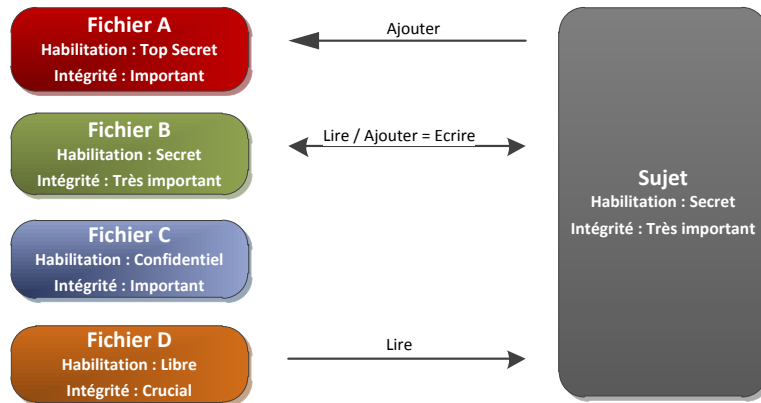 Fichier A
Habilitation : Top Secret
Intégrité : Important
Ajouter
Fichier B
Habilitation : Secret
Intégrité : Très important
Lire / Ajouter = Ecrire
Sujet
Habilitation : Secret
Intégrité : Très important
Fichier C
Habilitation : Confidentiel
Intégrité : Important
Fichier D
Habilitation : Libre
Intégrité : Crucial
Lire